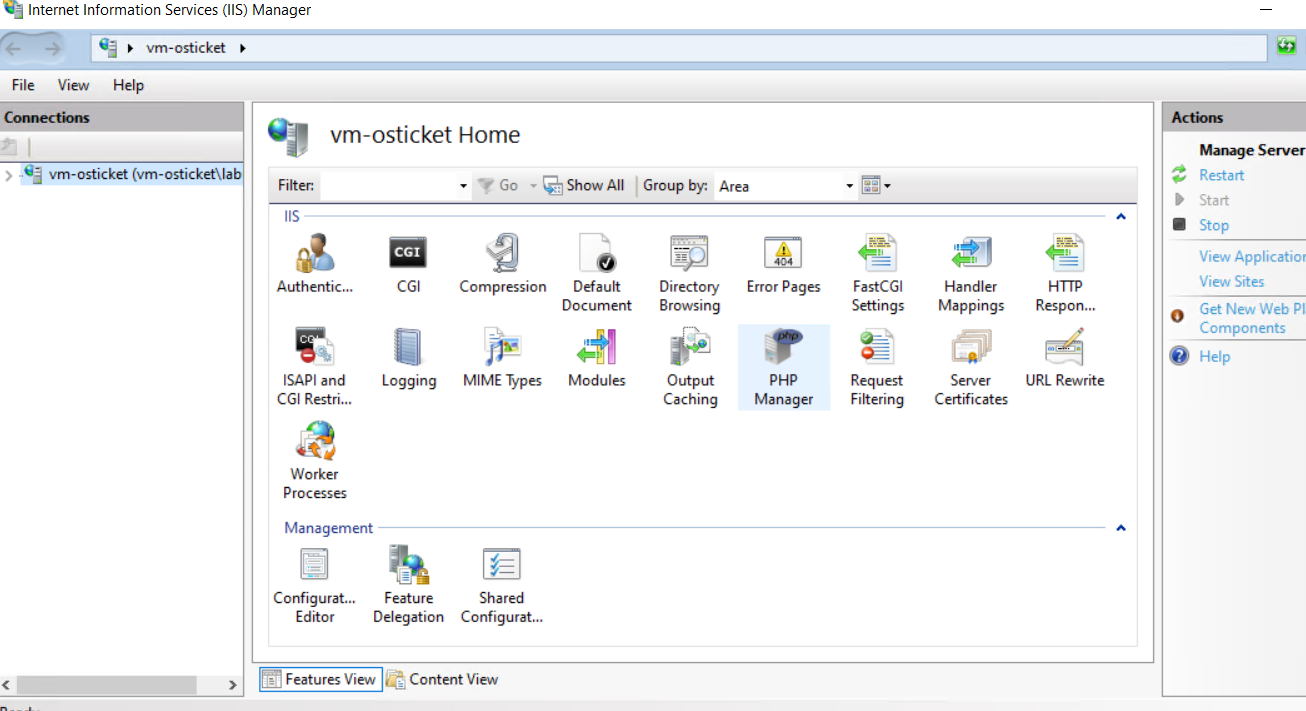 Internet Information Services (IIS) Manager
vm-osticket
File View Help
Connections
vm-osticket (vm-osticket\lab
vm-osticket Home
Filter: Go Show All Group by: Area
IIS
Authentic...
CGI
Compression
Default
Document
Directory
Browsing
Error Pages
FastCGI
Settings
Handler
Mappings
HTTP
Respon...
ISAPI and
CGI Restri...
Logging
MIME Types
Modules
Output
Caching
PHP
Manager
Request
Filtering
Server
Certificates
URL Rewrite
Worker
Processes
Management
Configurat...
Editor
Feature
Delegation
Shared
Configurat...
Features View Content View
Actions
Manage Server
Restart
Start
Stop
View Application
View Sites
Get New Web Pl
Components
Help
CGI
404
php